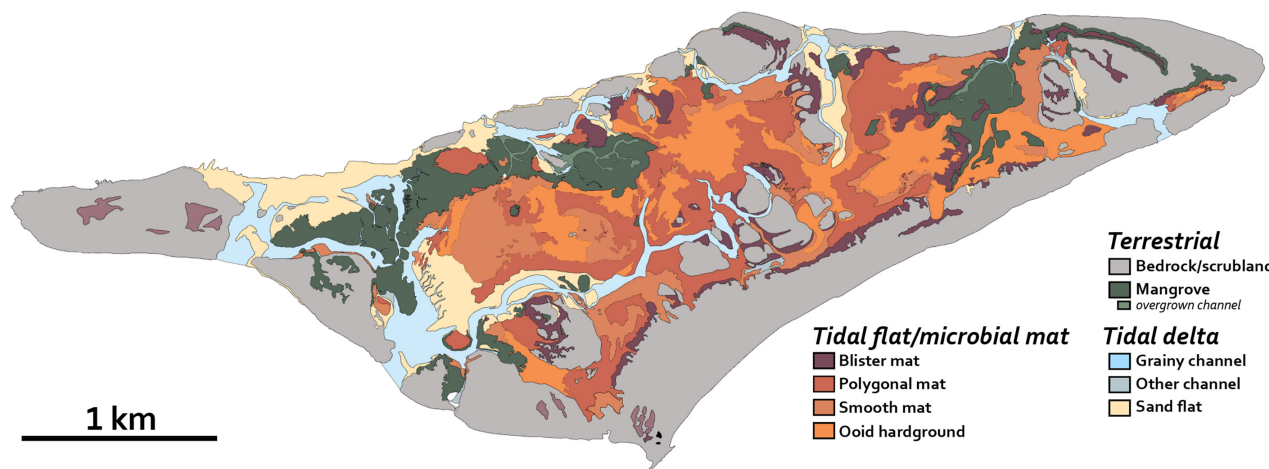 Terrestrial
Bedrock/scrubland
Mangrove
overgrown channel
Tidal flat/microbial mat
Blister mat
Polygonal mat
Smooth mat
Ooid hardground
Tidal delta
Grainy channel
Other channel
Sand flat
1 km